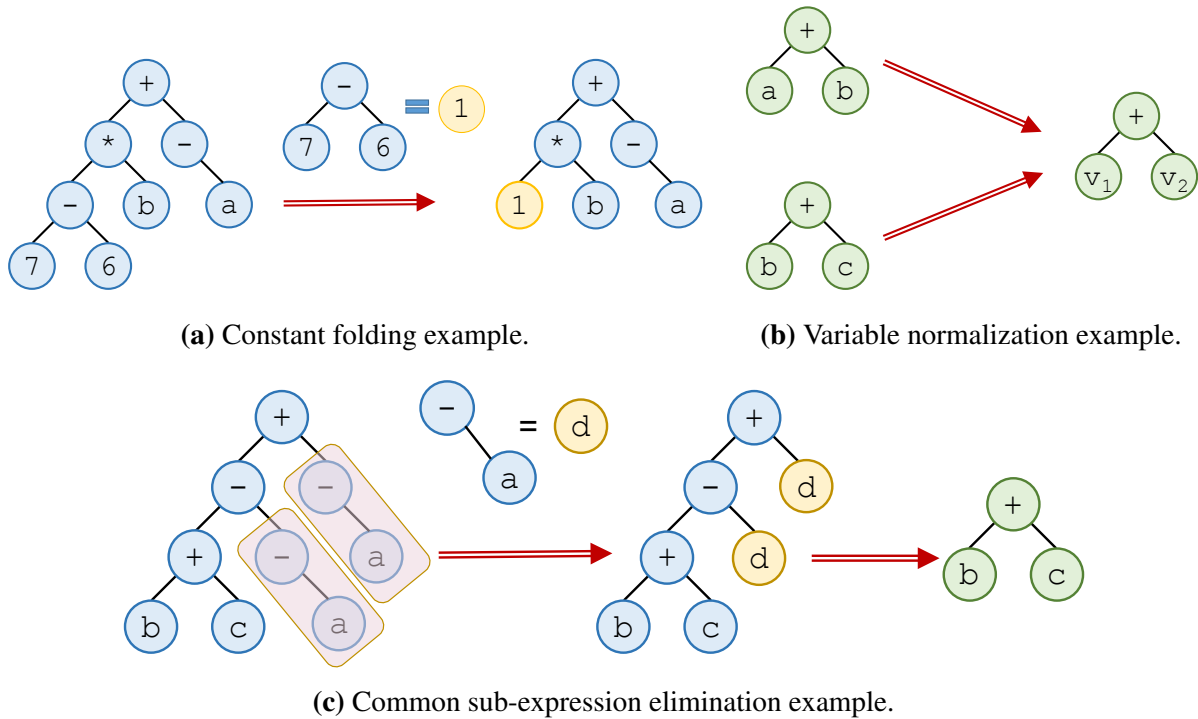 +
* -
- b a
7 6
-
7 6
= 1
+
* -
1 b a
(a) Constant folding example.
+
a b
+
b c
+
v1 v2
(b) Variable normalization example.
+
- -
+ - a
b c a
-
a
= d
+
- d
+ d
b c
+
b c
(c) Common sub-expression elimination example.